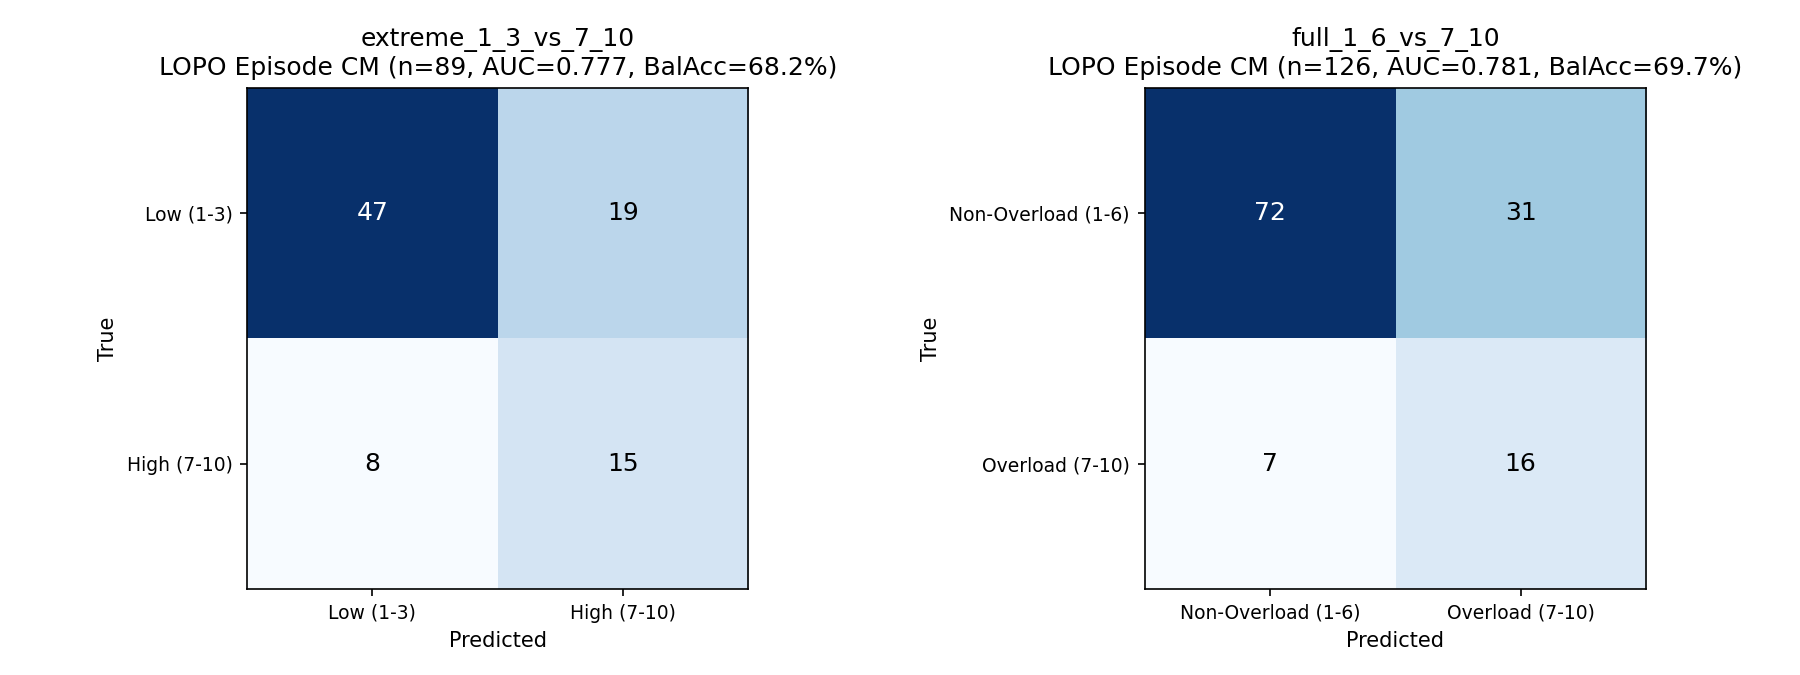 extreme_1_3_vs_7_10
LOPO Episode CM (n=89, AUC=0.777, BalAcc=68.2%)
Low (1-3)
47
19
True
High (7-10)
8
15
Low (1-3)
High (7-10)
Predicted
full_1_6_vs_7_10
LOPO Episode CM (n=126, AUC=0.781, BalAcc=69.7%)
Non-Overload (1-6)
72
31
True
Overload (7-10)
7
16
Non-Overload (1-6)
Overload (7-10)
Predicted